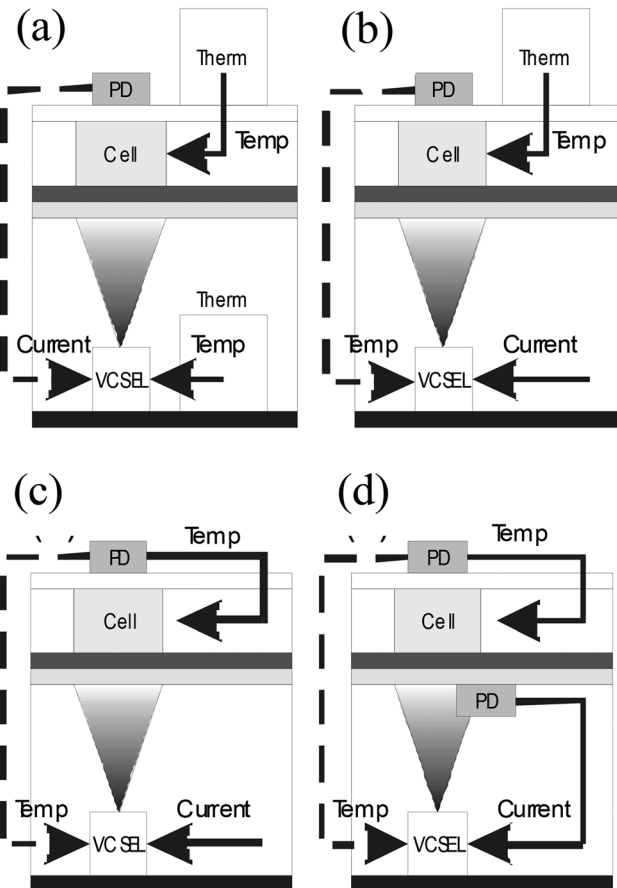 (a)
(b)
Therm
Therm
PD
PD
Temp
Temp
Cell
Cell
Therm
Current
Temp
Temp
Current
VCSEL
VCSEL
(c)
(d)
Temp
Temp
PD
PD
Cell
Cell
PD
Temp
Current
Temp
Current
VCSEL
VCSEL